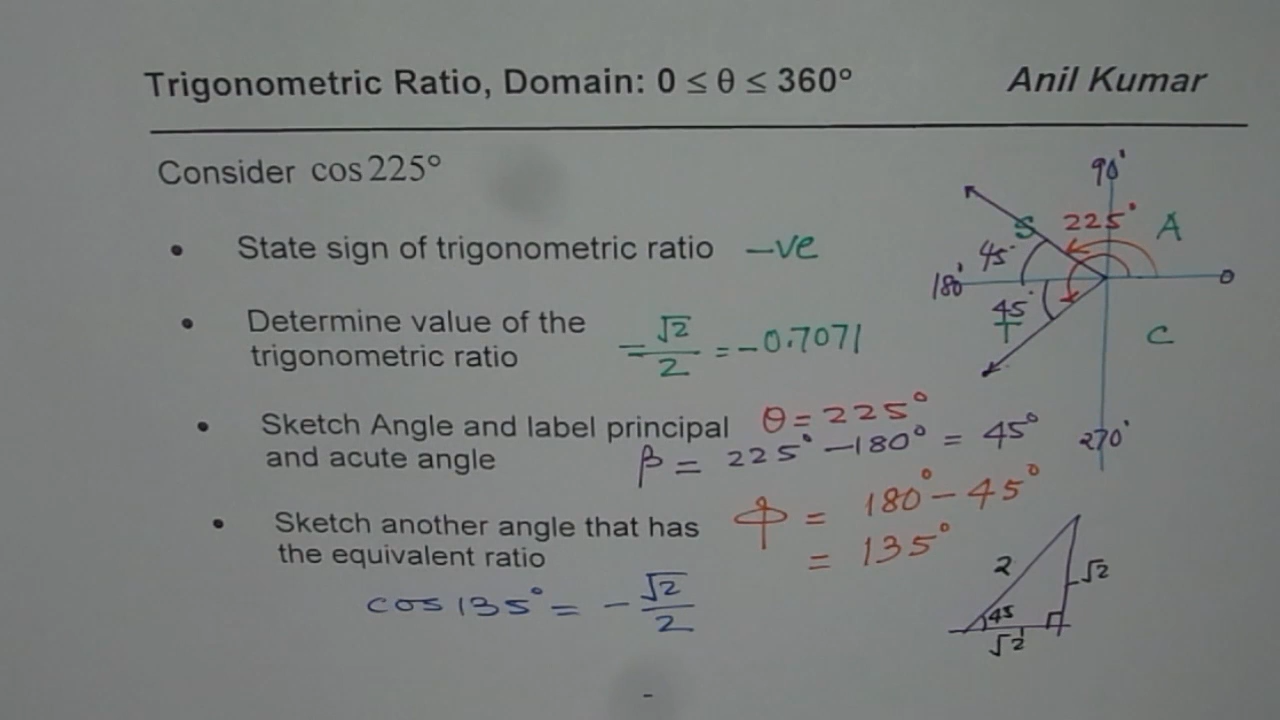 Trigonometric Ratio, Domain: 0 ≤ θ ≤ 360° Anil Kumar
Consider cos 225°
• State sign of trigonometric ratio -ve
• Determine value of the
trigonometric ratio -√2/2 = -0.7071
• Sketch Angle and label principal θ = 225°
and acute angle β = 225° - 180° = 45°
• Sketch another angle that has ϕ = 180° - 45°
the equivalent ratio = 135°
cos 135° = - √2/2
90°
S 225° A
45°
180° 0
45°
T C
270°
2 √2
45
√2